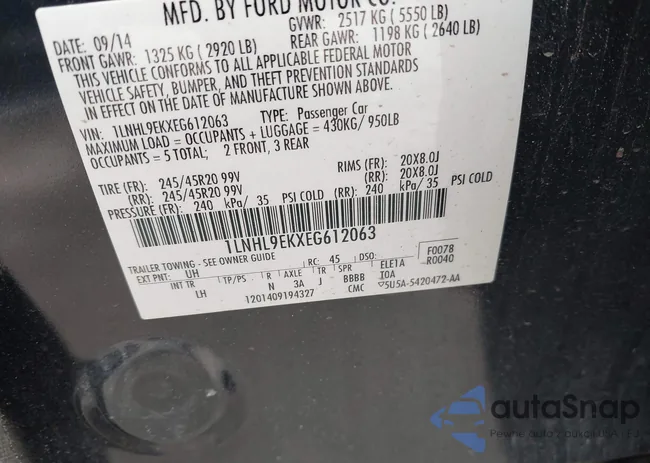 MFD. BY FORD MOTOR CO.
DATE: 09/14 GVWR: 2517 KG ( 5550 LB)
FRONT GAWR: 1325 KG ( 2920 LB) REAR GAWR: 1198 KG ( 2640 LB)
THIS VEHICLE CONFORMS TO ALL APPLICABLE FEDERAL MOTOR
VEHICLE SAFETY, BUMPER, AND THEFT PREVENTION STANDARDS
IN EFFECT ON THE DATE OF MANUFACTURE SHOWN ABOVE.
VIN: 1LNHL9EKXEG612063 TYPE: Passenger Car
MAXIMUM LOAD = OCCUPANTS + LUGGAGE = 430KG/ 950LB
OCCUPANTS = 5 TOTAL; 2 FRONT, 3 REAR
TIRE (FR): 245/45R20 99V RIMS (FR): 20X8.0J
(RR): 245/45R20 99V (RR): 20X8.0J
PRESSURE (FR): 240 kPa/ 35 PSI COLD (RR): 240 kPa/ 35 PSI COLD
1LNHL9EKXEG612063
TRAILER TOWING - SEE OWNER GUIDE
EXT PNT: UH RC: 45 DSO: F0078
R0040
INT TR TP/PS R AXLE TR SPR ELE1A
LH N 3A J BBBB I0A
1201409194327 CMC ▽5U5A-5420472-AA
autaSnap
Pewne auta z aukcji w EU